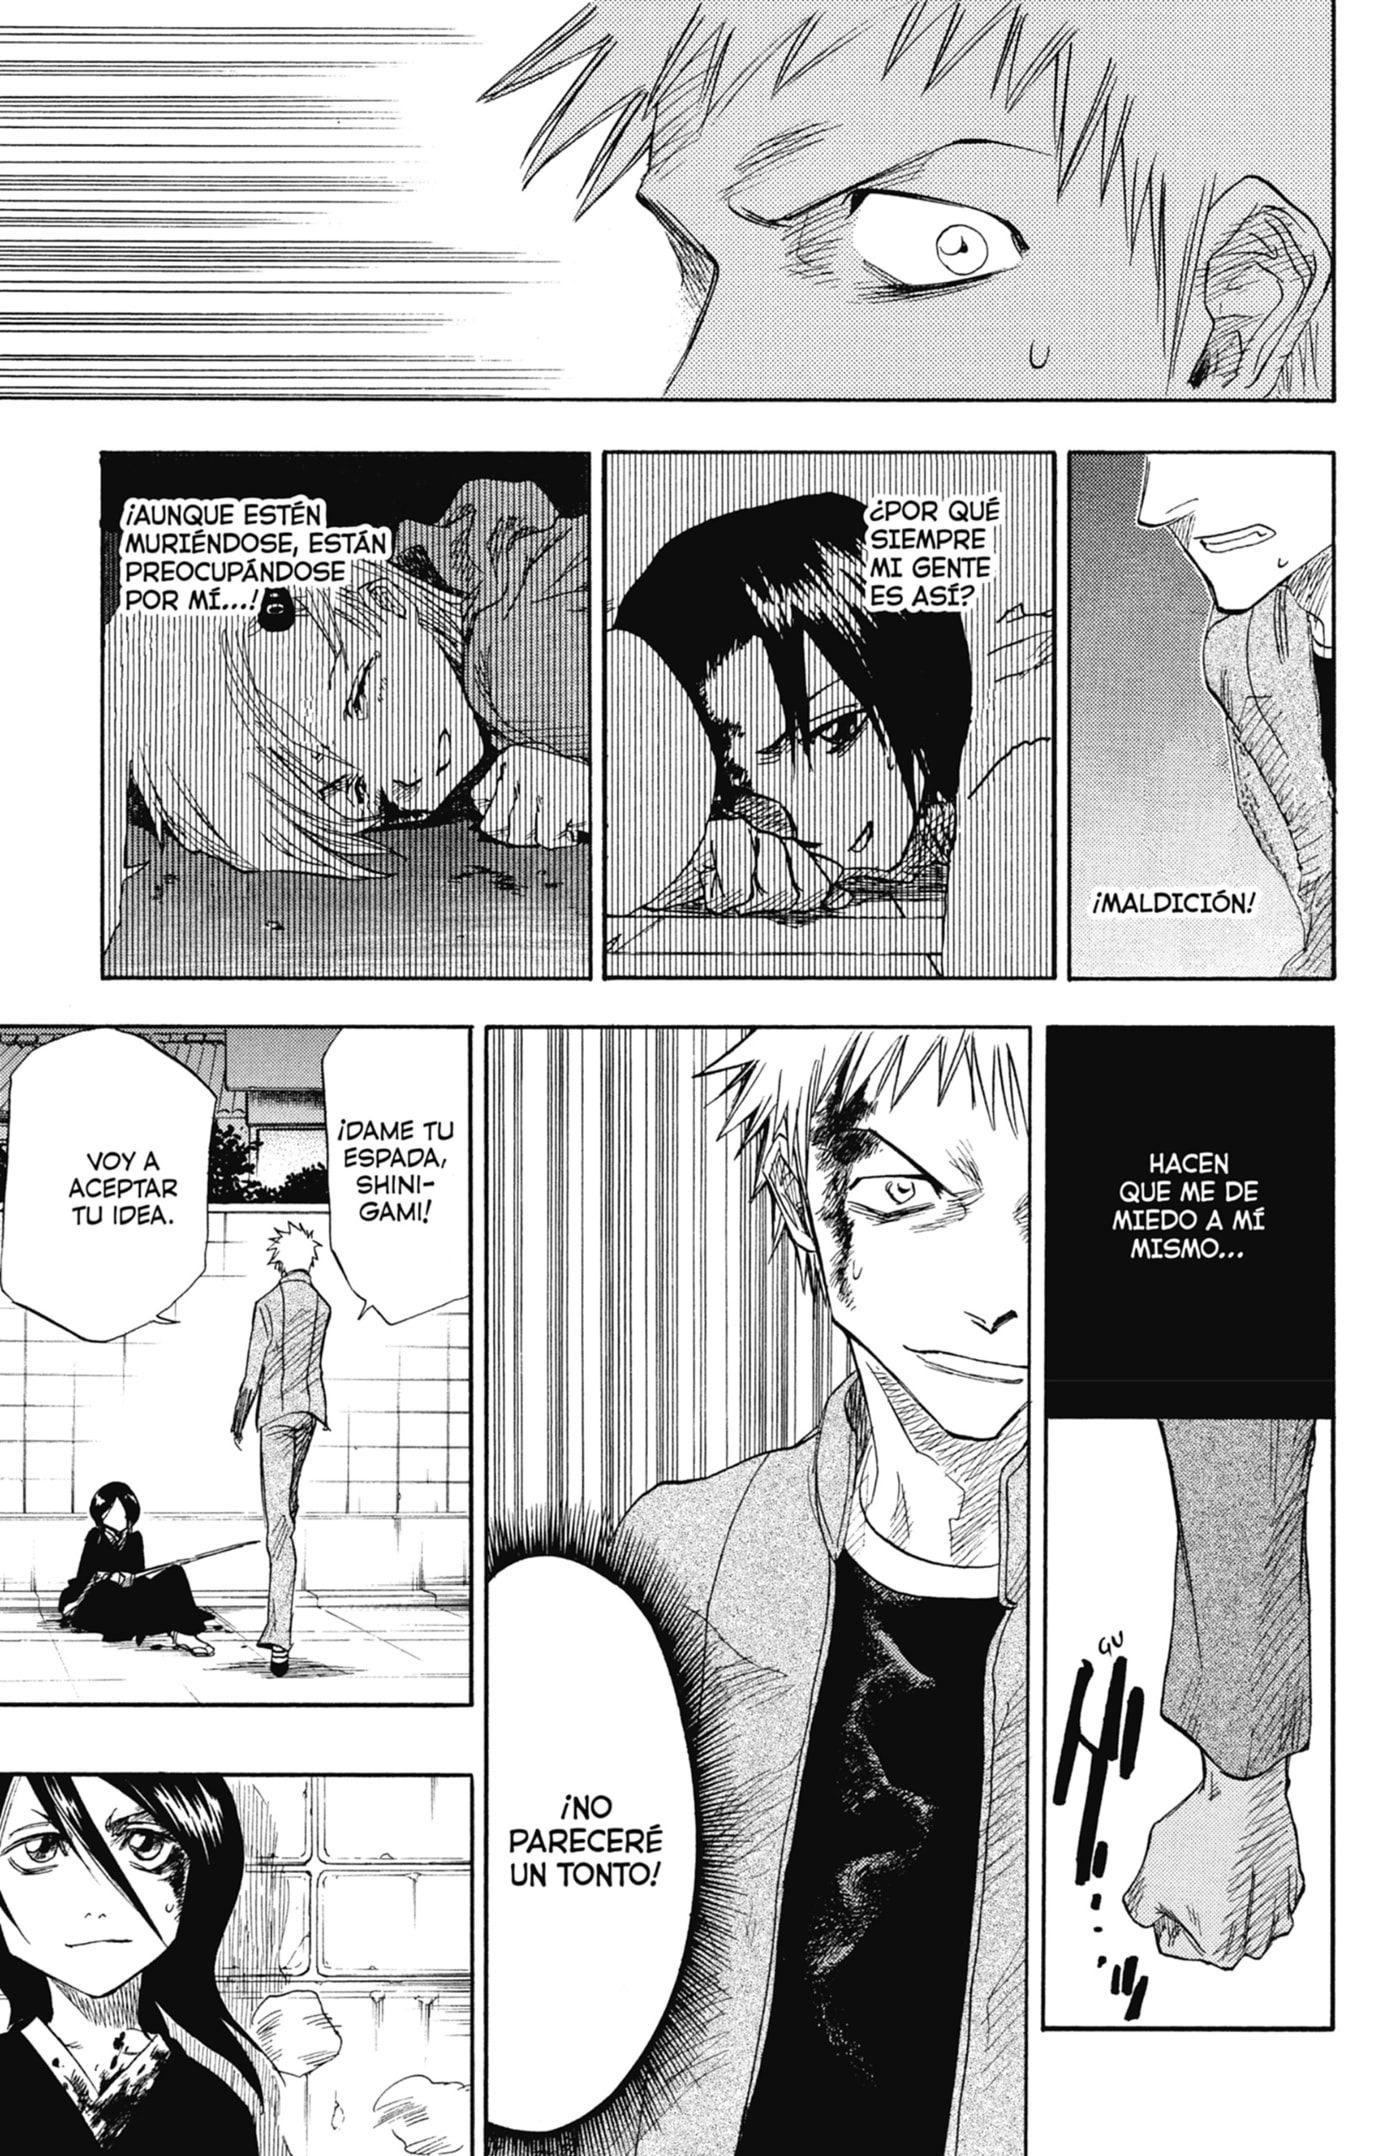 ¡MALDICIÓN!
¿POR QUÉ
SIEMPRE
MI GENTE
ES ASÍ?
¡AUNQUE ESTÉN
MURIÉNDOSE, ESTÁN
PREOCUPÁNDOSE
POR MÍ...!
HACEN
QUE ME DE
MIEDO A MÍ
MISMO...
GU
¡NO
PARECERÉ
UN TONTO!
¡DAME TU
ESPADA,
SHINI-
GAMI!
VOY A
ACEPTAR
TU IDEA.